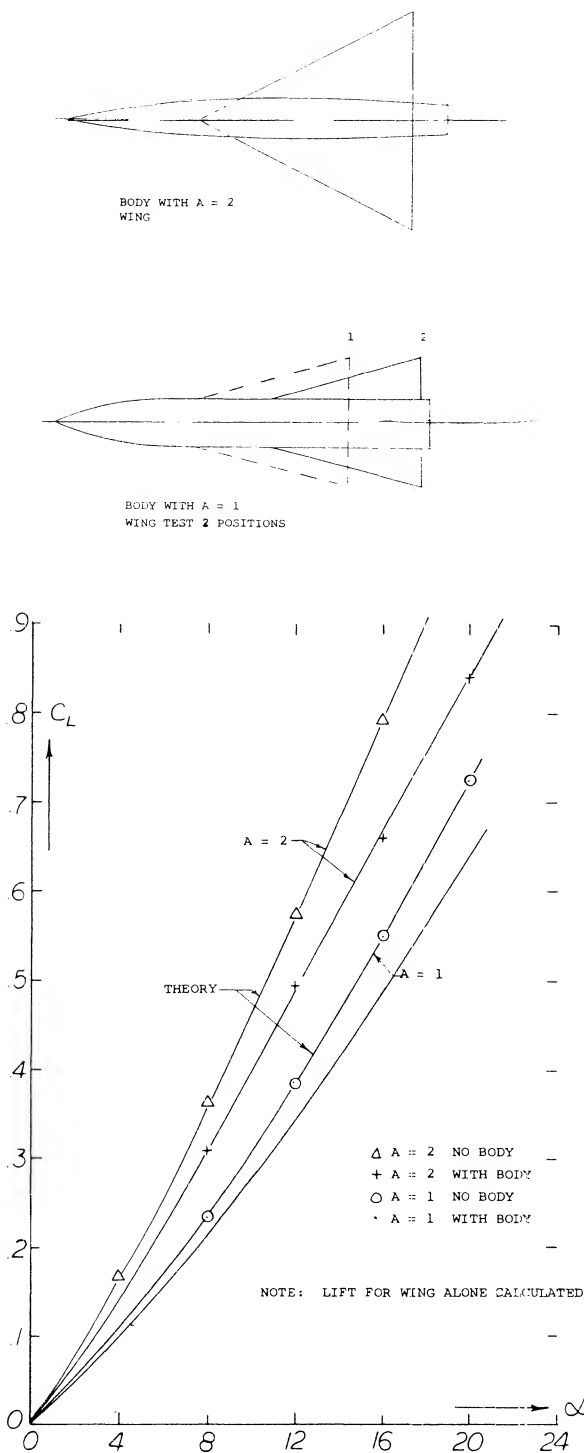 BODY WITH A = 2
WING
1 2
BODY WITH A = 1
WING TEST 2 POSITIONS
.9
C_L
.8
.7
A = 2
.6
.5
THEORY
A = 1
.4
.3
△ A = 2 NO BODY
+ A = 2 WITH BODY
○ A = 1 NO BODY
· A = 1 WITH BODY
.2
NOTE: LIFT FOR WING ALONE CALCULATED
.1
0
α
0 4 8 12 16 20 24